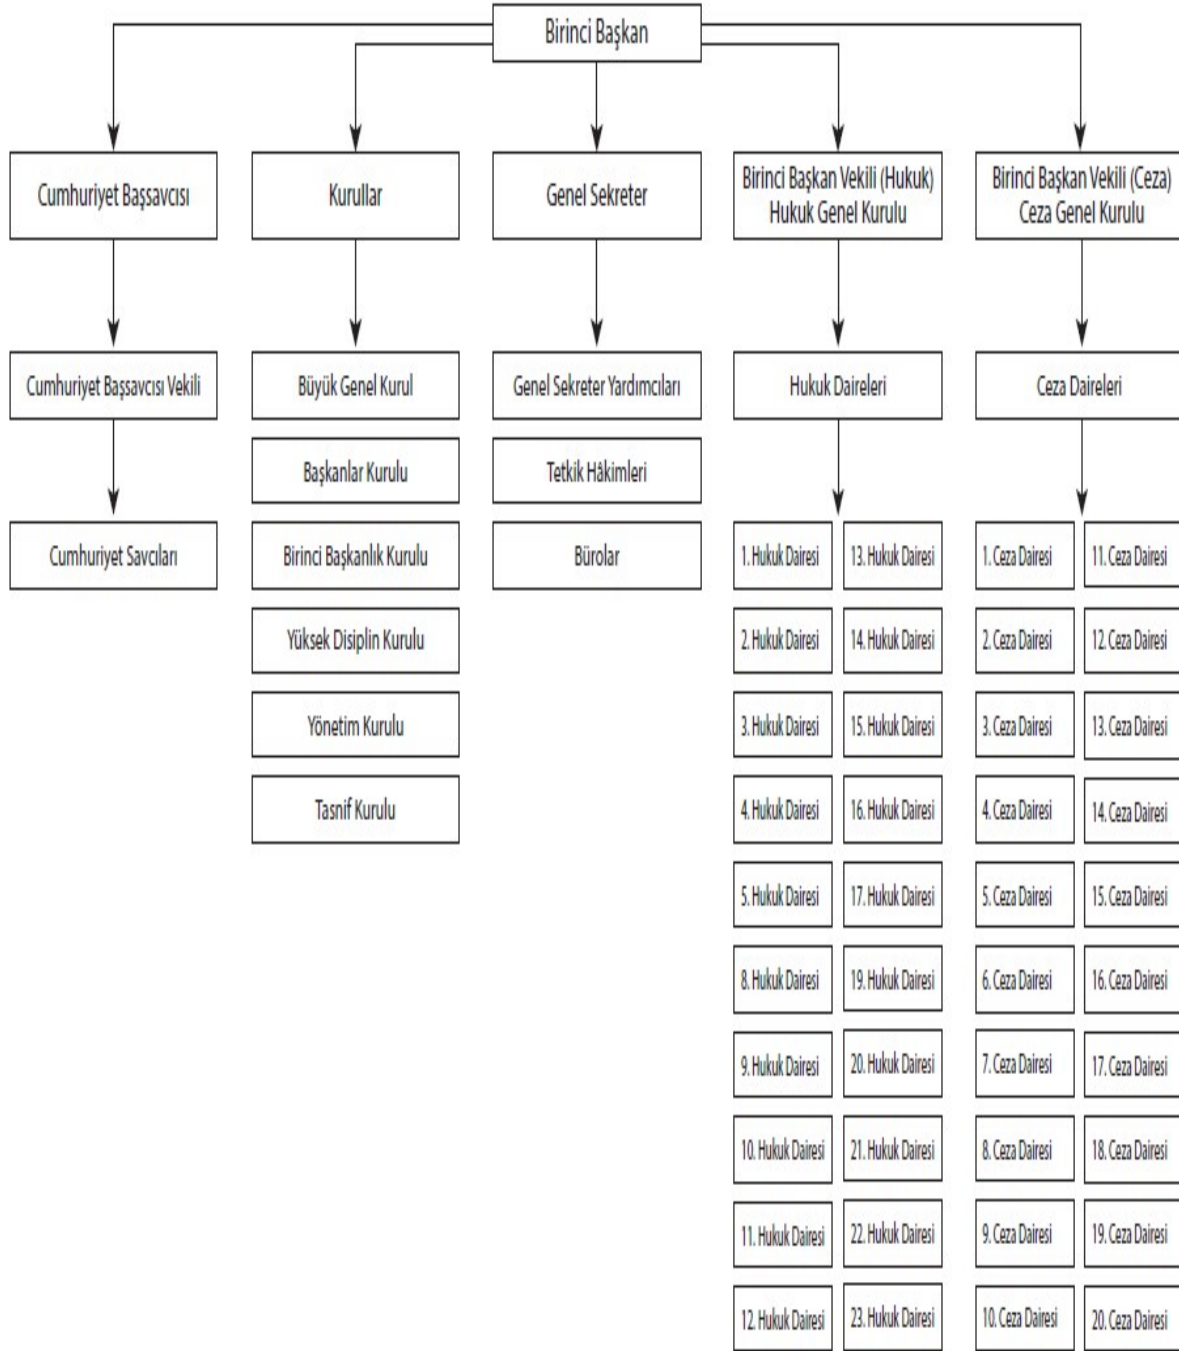 Birinci Başkan
Cumhuriyet Başsavcısı
Kurullar
Genel Sekreter
Birinci Başkan Vekili (Hukuk)
Hukuk Genel Kurulu
Birinci Başkan Vekili (Ceza)
Ceza Genel Kurulu
Cumhuriyet Başsavcısı Vekili
Büyük Genel Kurul
Genel Sekreter Yardımcıları
Hukuk Daireleri
Ceza Daireleri
Başkanlar Kurulu
Tetkik Hâkimleri
Cumhuriyet Savcıları
Birinci Başkanlık Kurulu
Bürolar
1. Hukuk Dairesi
13. Hukuk Dairesi
1. Ceza Dairesi
11. Ceza Dairesi
Yüksek Disiplin Kurulu
2. Hukuk Dairesi
14. Hukuk Dairesi
2. Ceza Dairesi
12. Ceza Dairesi
Yönetim Kurulu
3. Hukuk Dairesi
15. Hukuk Dairesi
3. Ceza Dairesi
13. Ceza Dairesi
Tasnif Kurulu
4. Hukuk Dairesi
16. Hukuk Dairesi
4. Ceza Dairesi
14. Ceza Dairesi
5. Hukuk Dairesi
17. Hukuk Dairesi
5. Ceza Dairesi
15. Ceza Dairesi
8. Hukuk Dairesi
19. Hukuk Dairesi
6. Ceza Dairesi
16. Ceza Dairesi
9. Hukuk Dairesi
20. Hukuk Dairesi
7. Ceza Dairesi
17. Ceza Dairesi
10. Hukuk Dairesi
21. Hukuk Dairesi
8. Ceza Dairesi
18. Ceza Dairesi
11. Hukuk Dairesi
22. Hukuk Dairesi
9. Ceza Dairesi
19. Ceza Dairesi
12. Hukuk Dairesi
23. Hukuk Dairesi
10. Ceza Dairesi
20. Ceza Dairesi